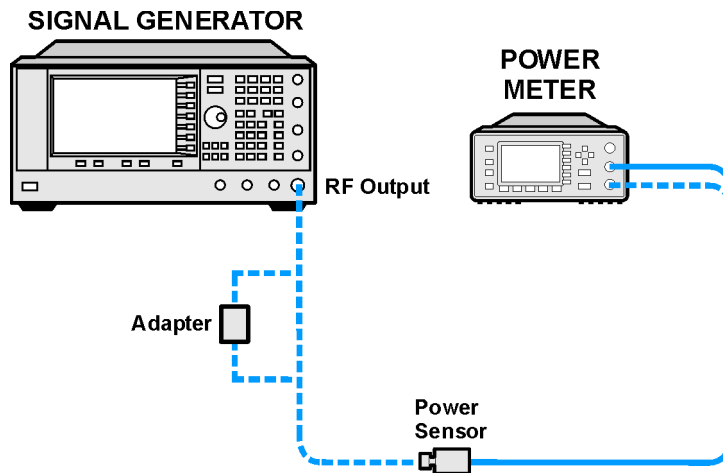 SIGNAL GENERATOR
POWER
METER
RF Output
Adapter
Power
Sensor